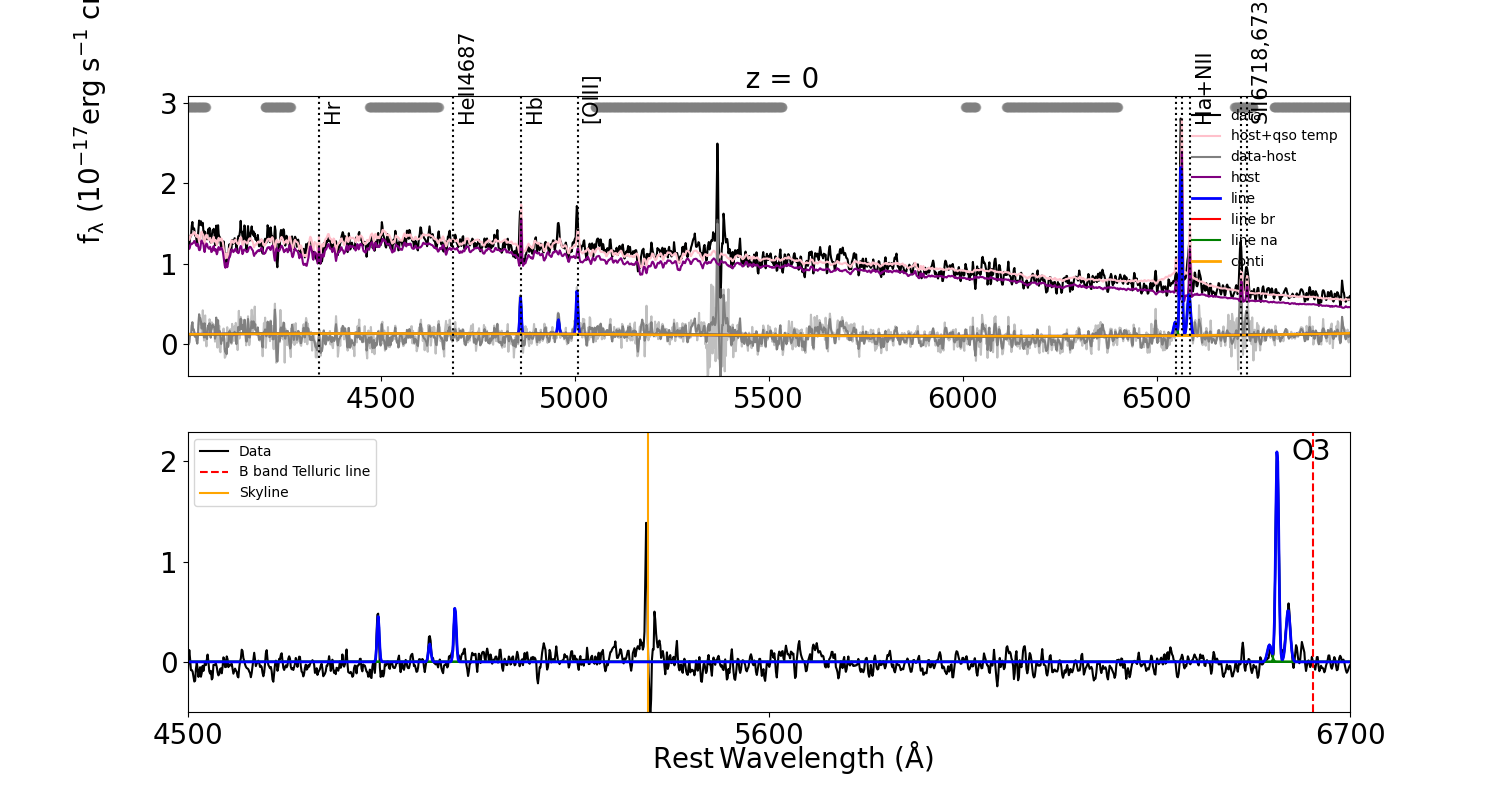 z = 0
f_λ (10^−17 erg s^−1 c
Hr
HeII4687
Hb
[OIII]
Ha+NII
SII6718,673
3
2
1
0
data
host+qso temp
data-host
host
line
line br
line na
conti
4500 5000 5500 6000 6500
Data
B band Telluric line
Skyline
O3
2
1
0
4500 5600 6700
Rest Wavelength (Å)